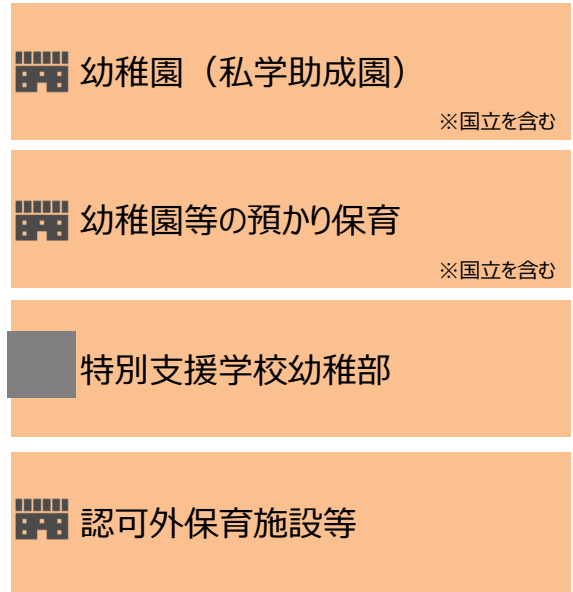 幼稚園（私学助成園）
※国立を含む
幼稚園等の預かり保育
※国立を含む
特別支援学校幼稚部
認可外保育施設等